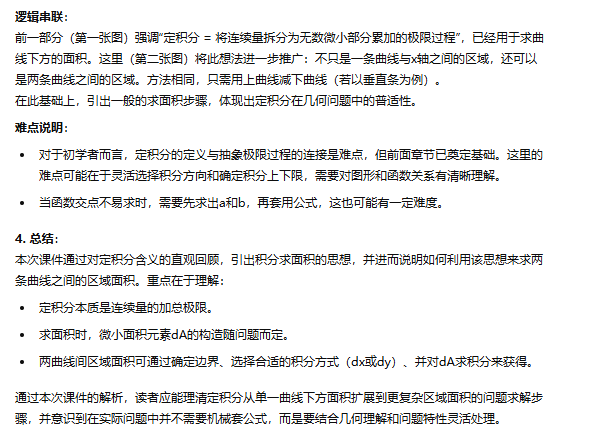 逻辑串联：
前一部分（第一张图）强调“定积分 = 将连续量拆分为无数微小部分累加的极限过程”，已经用于求曲
线下方的面积。这里（第二张图）将此想法进一步推广：不只是一条曲线与x轴之间的区域，还可以
是两条曲线之间的区域。方法相同，只需用上曲线减下曲线（若以垂直条为例）。
在此基础上，引出一般的求面积步骤，体现出定积分在几何问题中的普适性。
难点说明：
• 对于初学者而言，定积分的定义与抽象极限过程的连接是难点，但前面章节已奠定基础。这里的
难点可能在于灵活选择积分方向和确定积分上下限，需要对图形和函数关系有清晰理解。
• 当函数交点不易求时，需要先求出a和b，再套用公式，这也可能有一定难度。
4. 总结：
本次课件通过对定积分含义的直观回顾，引出积分求面积的思想，并进而说明如何利用该思想来求两
条曲线之间的区域面积。重点在于理解：
• 定积分本质是连续量的加总极限。
• 求面积时，微小面积元素dA的构造随问题而定。
• 两曲线间区域面积可通过确定边界、选择合适的积分方式（dx或dy）、并对dA求积分来获得。
通过本次课件的解析，读者应能理清定积分从单一曲线下方面积扩展到更复杂区域面积的问题求解步
骤，并意识到在实际问题中并不需要机械套公式，而是要结合几何理解和问题特性灵活处理。